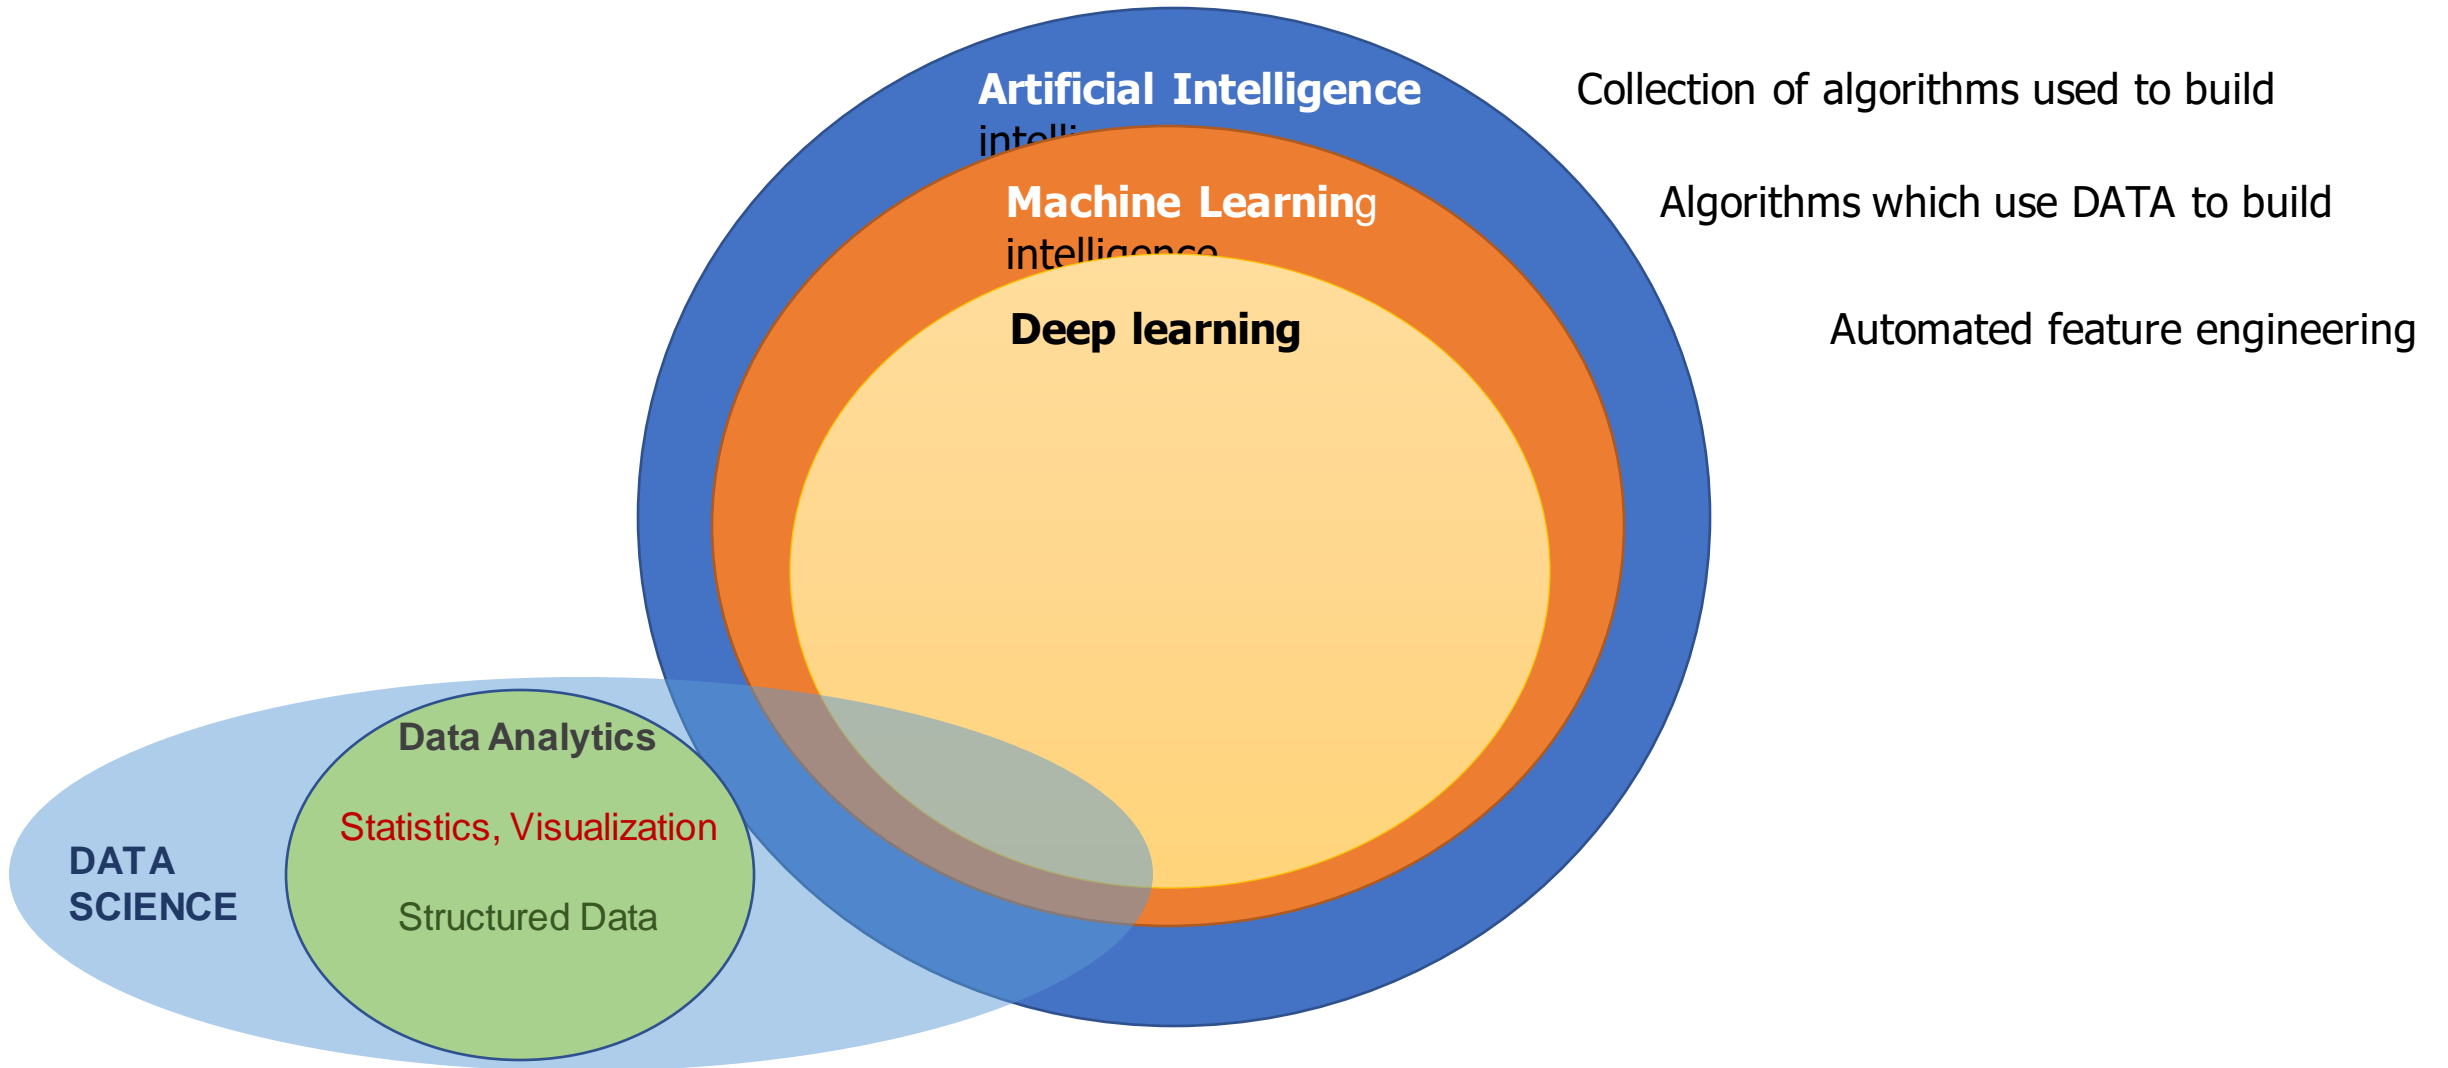 Artificial Intelligence Collection of algorithms used to build
Machine Learning Algorithms which use DATA to build
intelligence
Deep learning Automated feature engineering
Data Analytics
Statistics, Visualization
DATA
SCIENCE
Structured Data